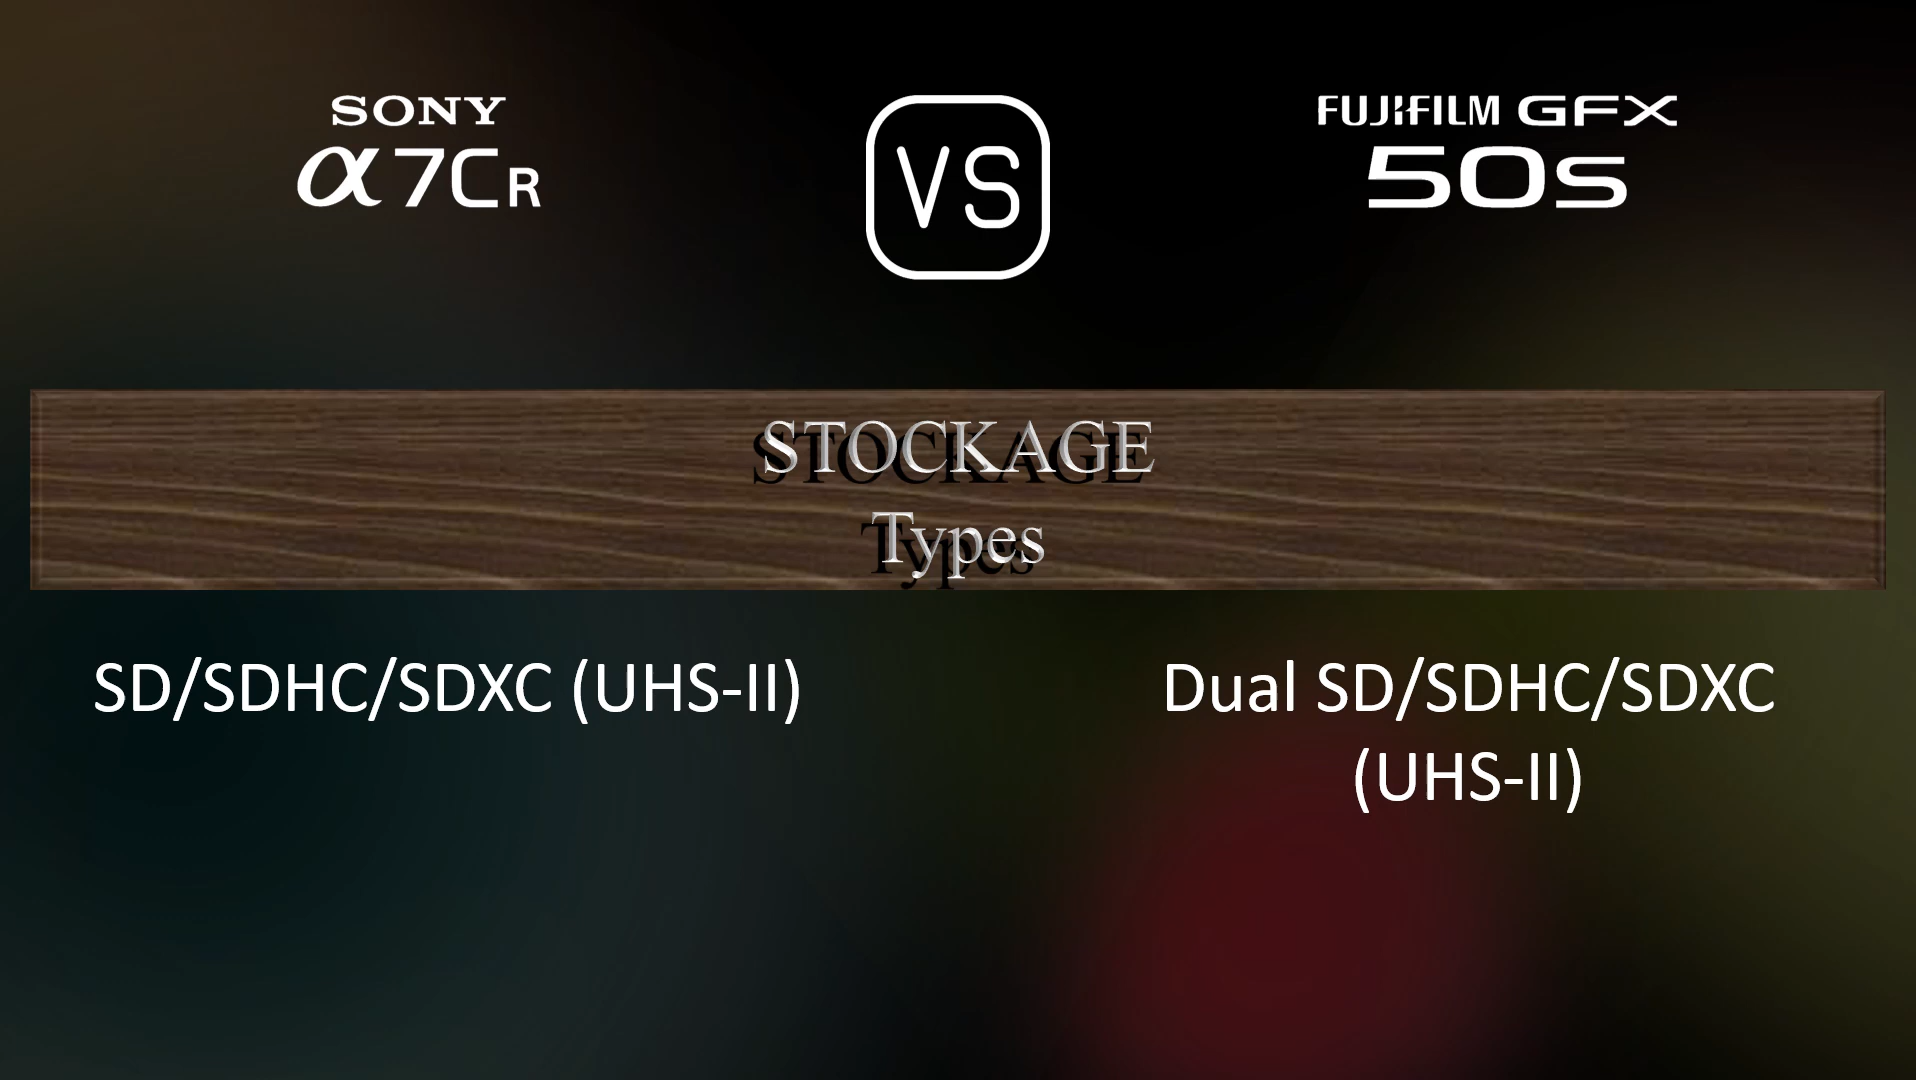 SONY
α7CR
VS
FUJIFILM GFX
50S
STOCKAGE
Types
SD/SDHC/SDXC (UHS-II)
Dual SD/SDHC/SDXC
(UHS-II)